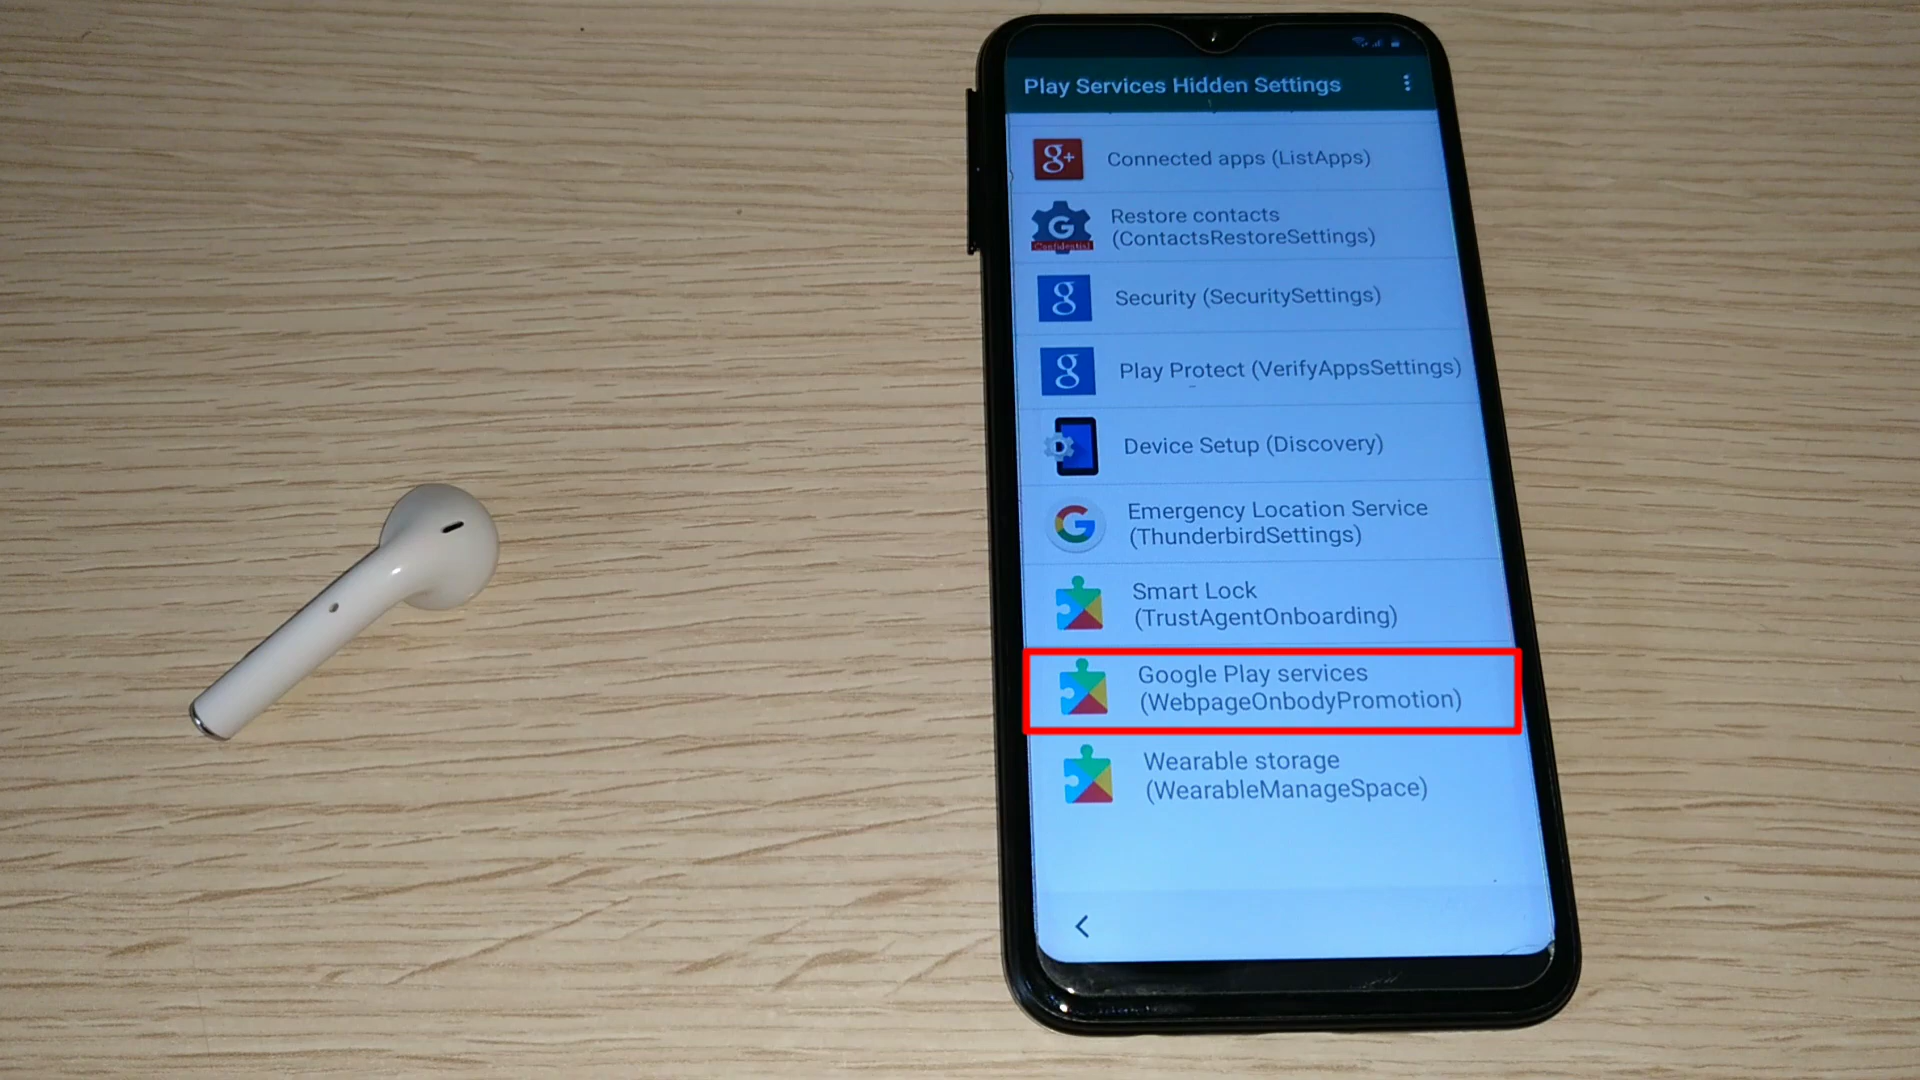 Play Services Hidden Settings
g+
Connected apps (ListApps)
G
Confidential
Restore contacts
(ContactsRestoreSettings)
g
Security (SecuritySettings)
g
Play Protect (VerifyAppsSettings)
D
Device Setup (Discovery)
G
Emergency Location Service
(ThunderbirdSettings)
Smart Lock
(TrustAgentOnboarding)
Google Play services
(WebpageOnbodyPromotion)
Wearable storage
(WearableManageSpace)